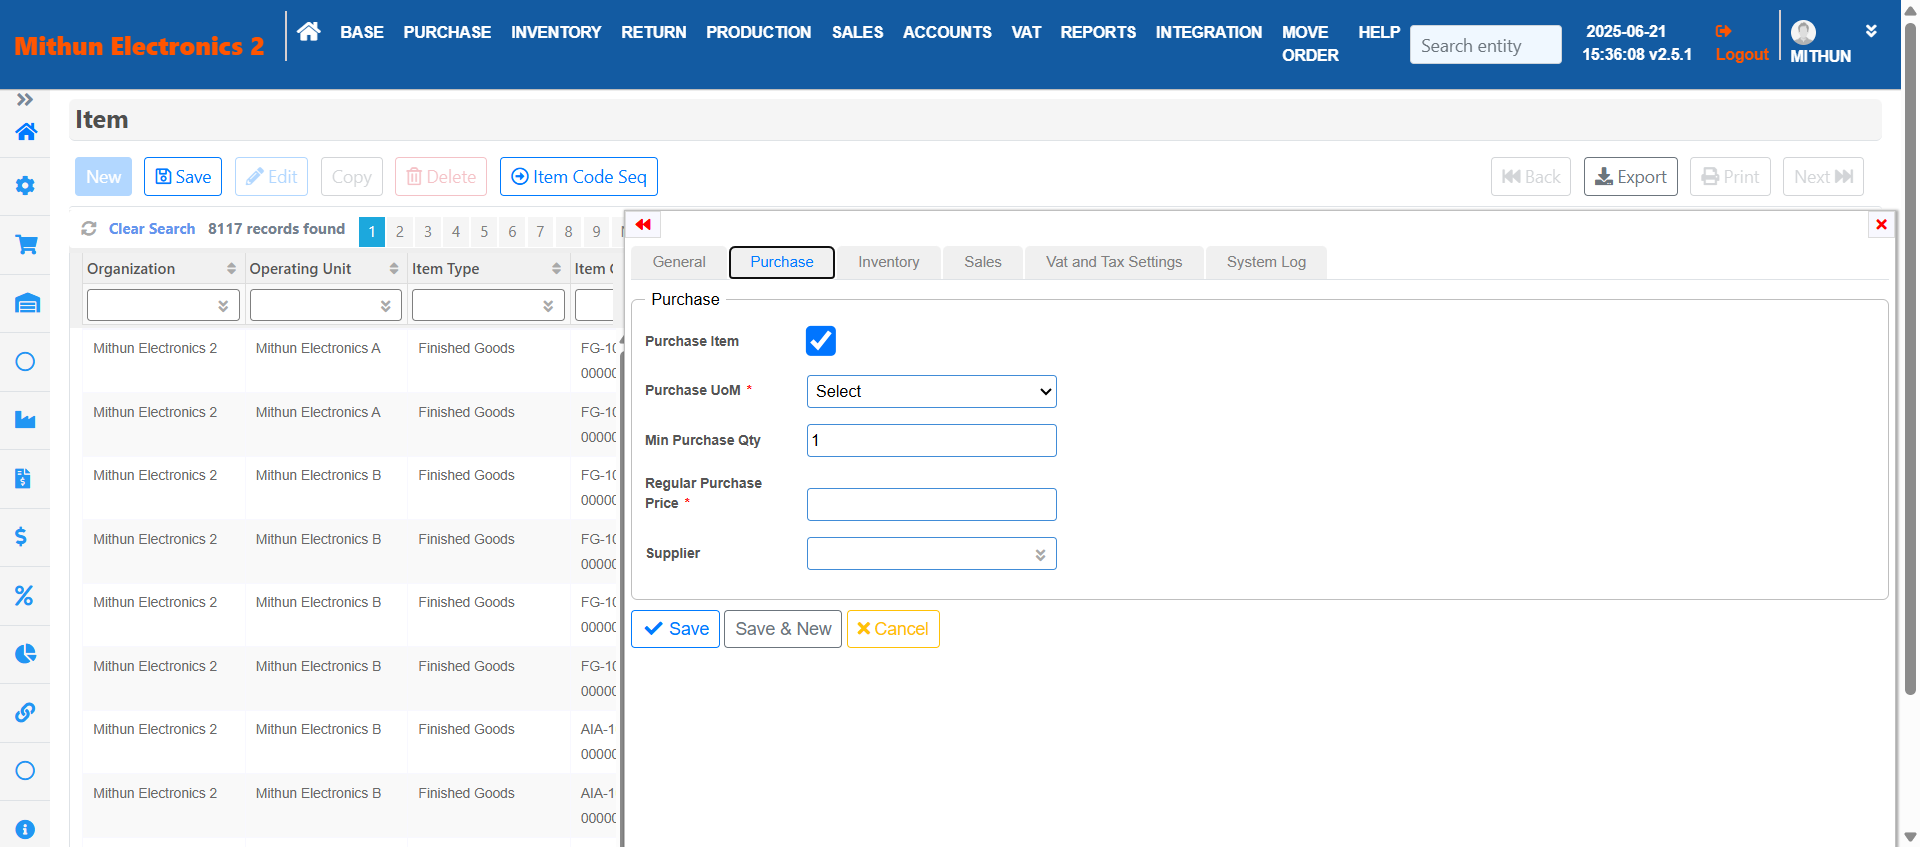 Mithun Electronics 2
BASE PURCHASE INVENTORY RETURN PRODUCTION SALES ACCOUNTS VAT REPORTS INTEGRATION MOVE ORDER HELP
Search entity
2025-06-21
15:36:08 v2.5.1
Logout
MITHUN
Item
New Save Edit Copy Delete Item Code Seq Back Export Print Next
Clear Search 8117 records found 1 2 3 4 5 6 7 8 9
Organization Operating Unit Item Type Item
Mithun Electronics 2 Mithun Electronics A Finished Goods FG-10
0000
Mithun Electronics 2 Mithun Electronics A Finished Goods FG-10
0000
Mithun Electronics 2 Mithun Electronics B Finished Goods FG-10
0000
Mithun Electronics 2 Mithun Electronics B Finished Goods FG-10
0000
Mithun Electronics 2 Mithun Electronics B Finished Goods FG-10
0000
Mithun Electronics 2 Mithun Electronics B Finished Goods FG-10
0000
Mithun Electronics 2 Mithun Electronics B Finished Goods AIA-1
0000
Mithun Electronics 2 Mithun Electronics B Finished Goods AIA-1
0000
General Purchase Inventory Sales Vat and Tax Settings System Log
Purchase
Purchase Item
Purchase UoM * Select
Min Purchase Qty 1
Regular Purchase
Price *
Supplier
Save Save & New Cancel